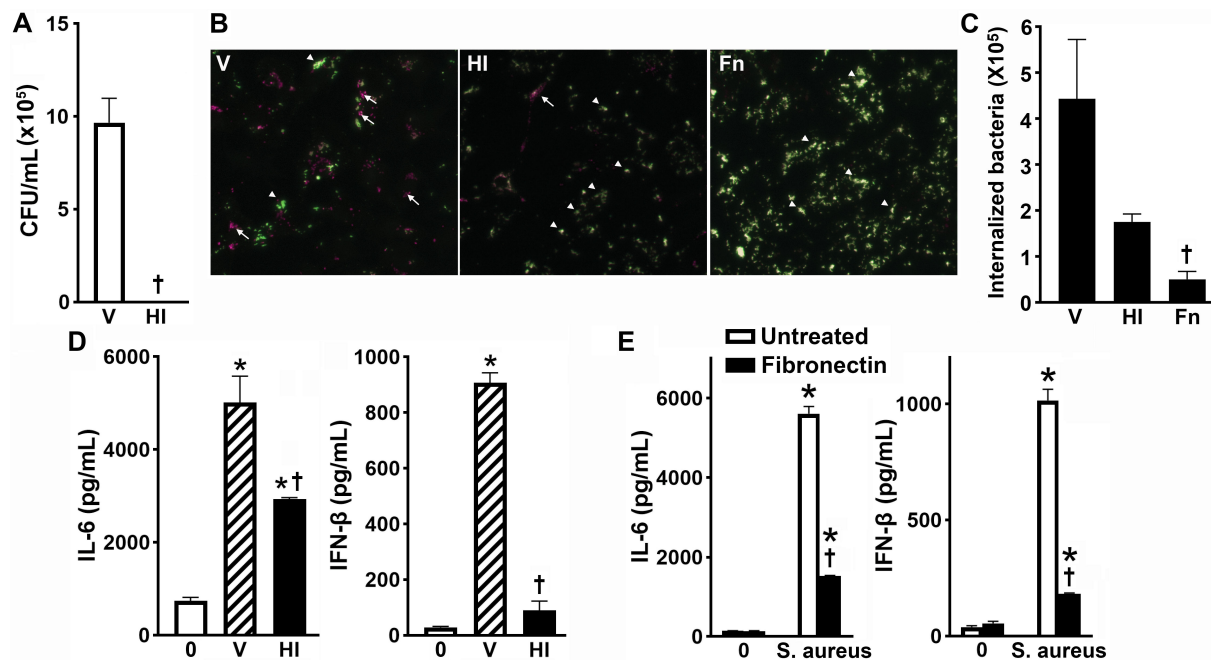 A
CFU/mL (x10⁵)
15
10
5
0
†
V HI
B
V
HI
Fn
C
Internalized bacteria (X10⁵)
6
5
4
3
2
1
0
†
V HI Fn
D
IL-6 (pg/mL)
6000
4000
2000
0
*
*†
0 V HI
IFN-β (pg/mL)
1000
800
600
400
200
0
*
†
0 V HI
E
Untreated
Fibronectin
IL-6 (pg/mL)
6000
4000
2000
0
*
*
†
0 S. aureus
IFN-β (pg/mL)
1000
500
0
*
*
†
0 S. aureus